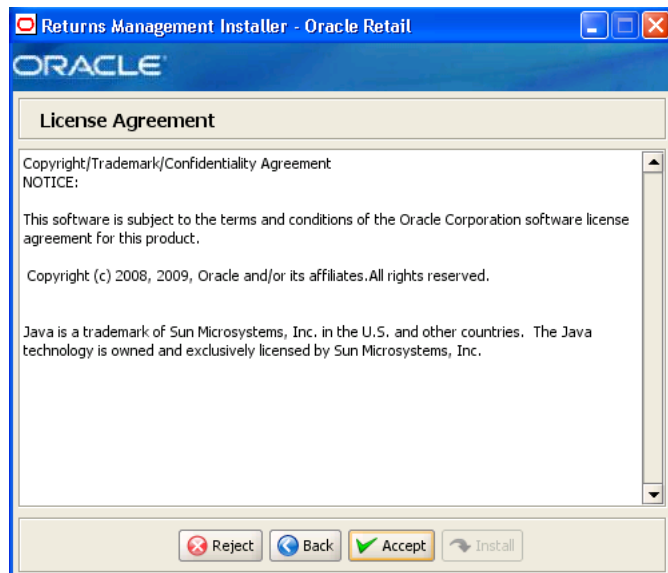 Returns Management Installer - Oracle Retail
ORACLE
License Agreement
Copyright/Trademark/Confidentiality Agreement
NOTICE:
This software is subject to the terms and conditions of the Oracle Corporation software license
agreement for this product.
Copyright (c) 2008, 2009, Oracle and/or its affiliates.All rights reserved.
Java is a trademark of Sun Microsystems, Inc. in the U.S. and other countries.  The Java
technology is owned and exclusively licensed by Sun Microsystems, Inc.
Reject Back Accept Install